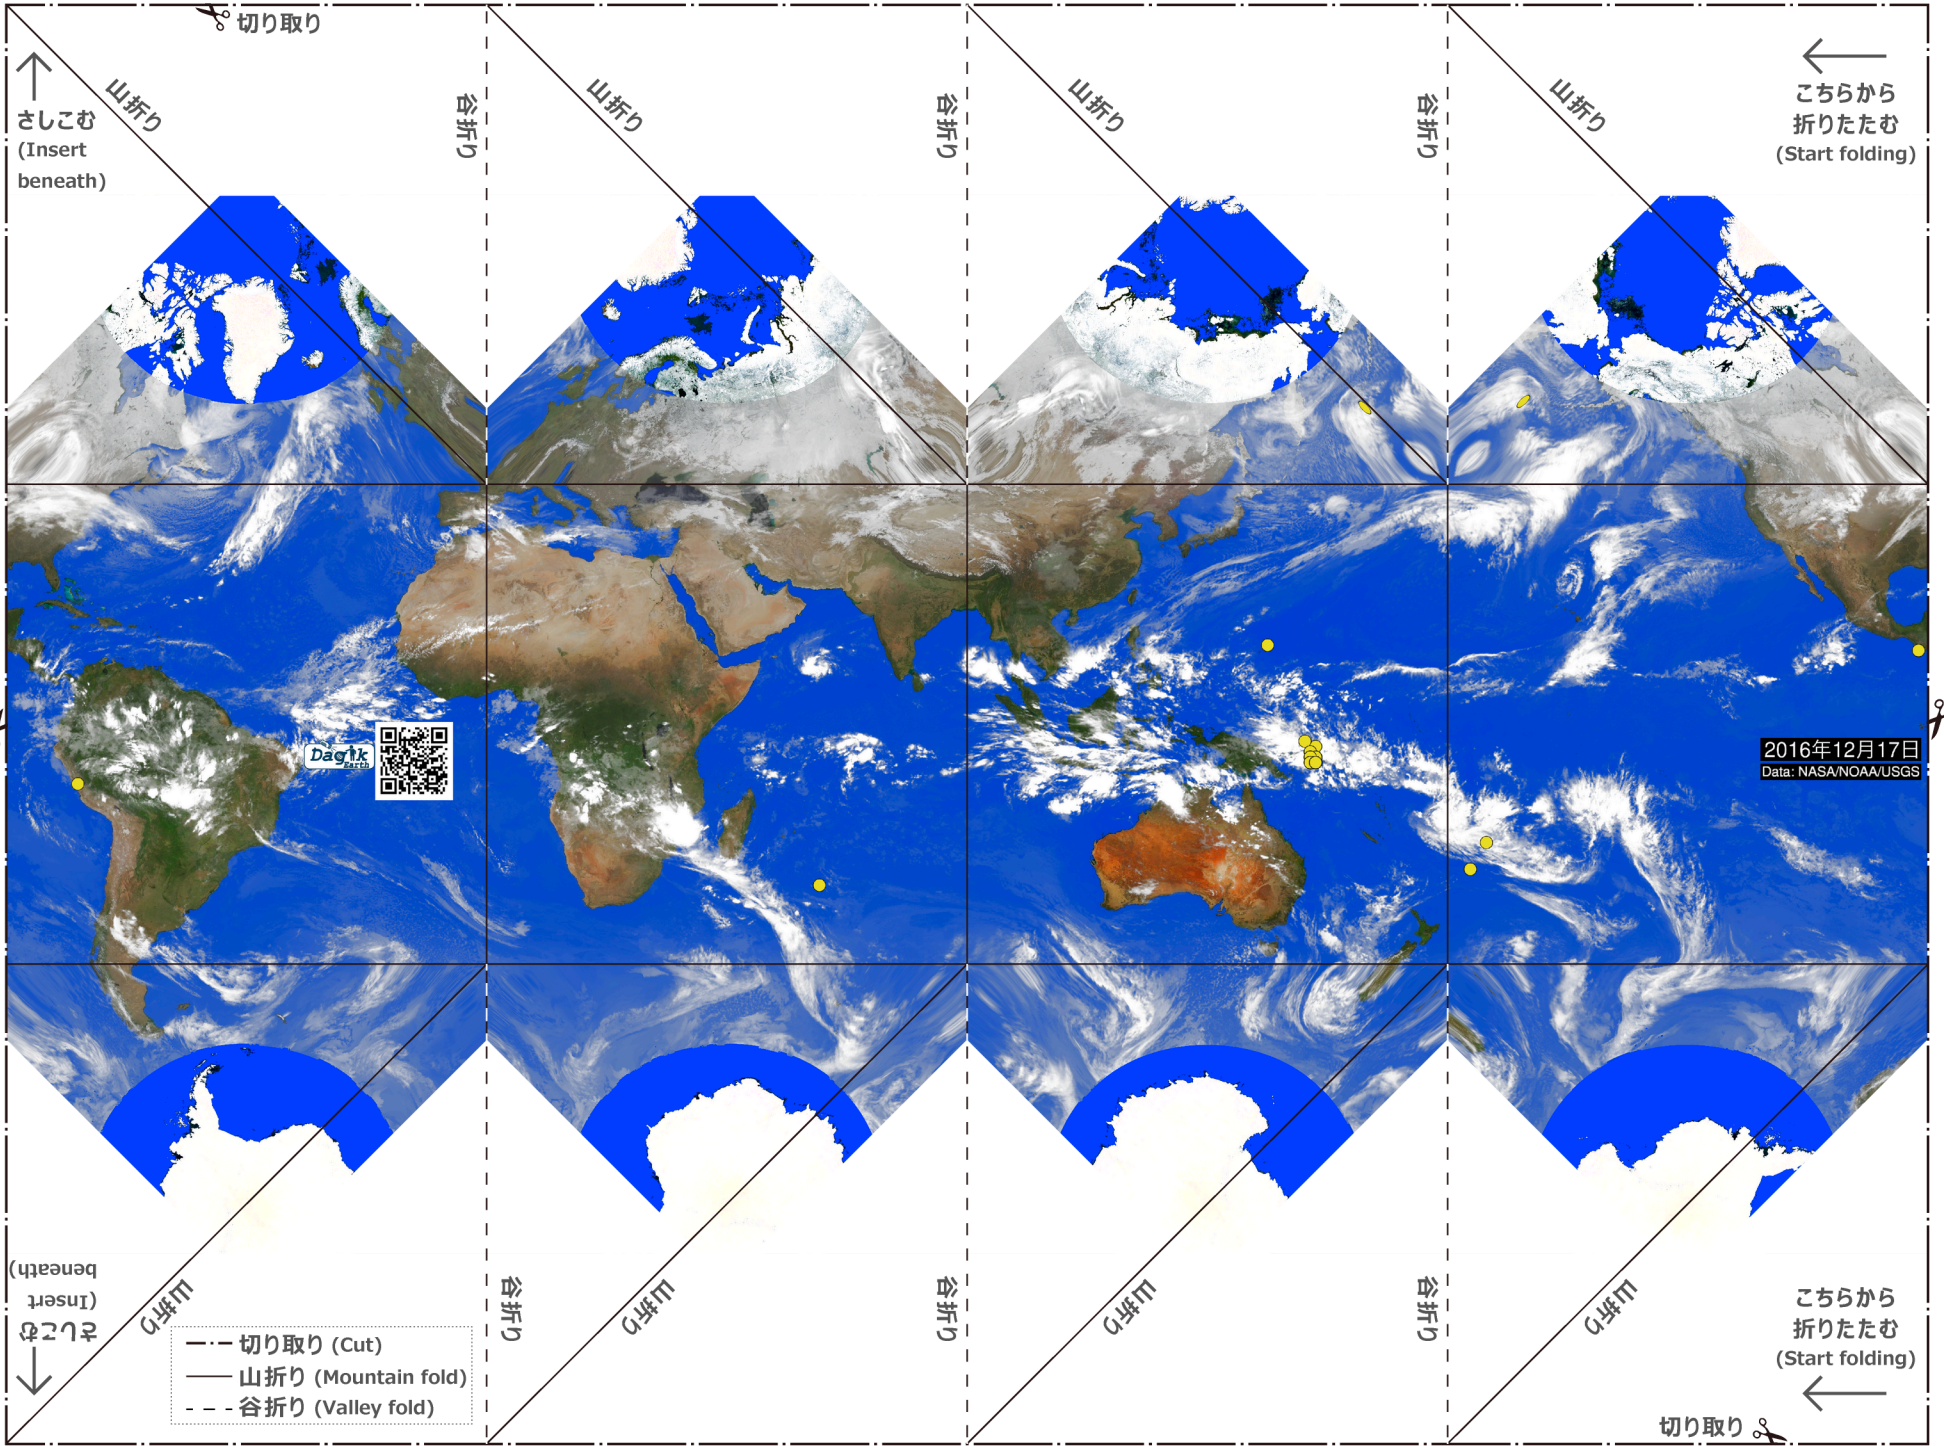 切り取り
山折り
谷折り
山折り
谷折り
山折り
谷折り
山折り
こちらから
折りたたむ
(Start folding)
さしこむ
(Insert
beneath)
Dagik
Earth
2016年12月17日
Data: NASA/NOAA/USGS
さしこむ
(Insert
beneath)
山折り
谷折り
山折り
谷折り
山折り
谷折り
山折り
こちらから
折りたたむ
(Start folding)
切り取り (Cut)
山折り (Mountain fold)
谷折り (Valley fold)
切り取り